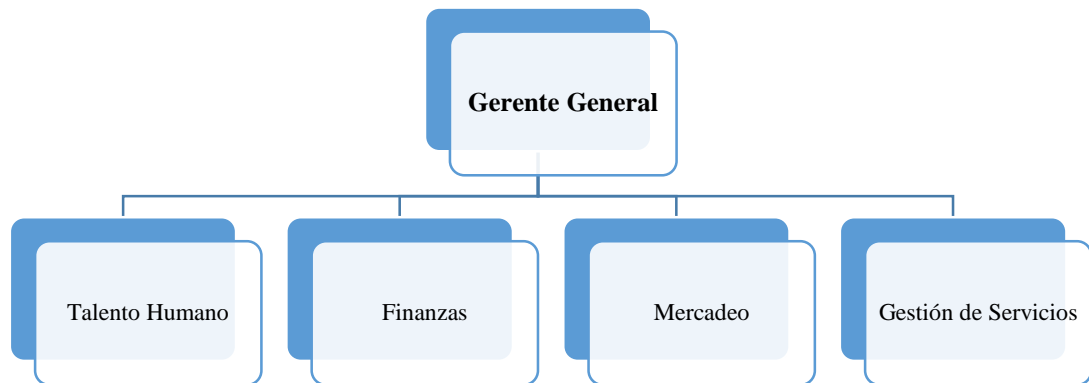 Gerente General
Talento Humano
Finanzas
Mercadeo
Gestión de Servicios